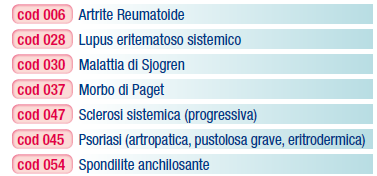 cod 006 Artrite Reumatoide
cod 028 Lupus eritematoso sistemico
cod 030 Malattia di Sjogren
cod 037 Morbo di Paget
cod 047 Sclerosi sistemica (progressiva)
cod 045 Psoriasi (artropatica, pustolosa grave, eritrodermica)
cod 054 Spondilite anchilosante